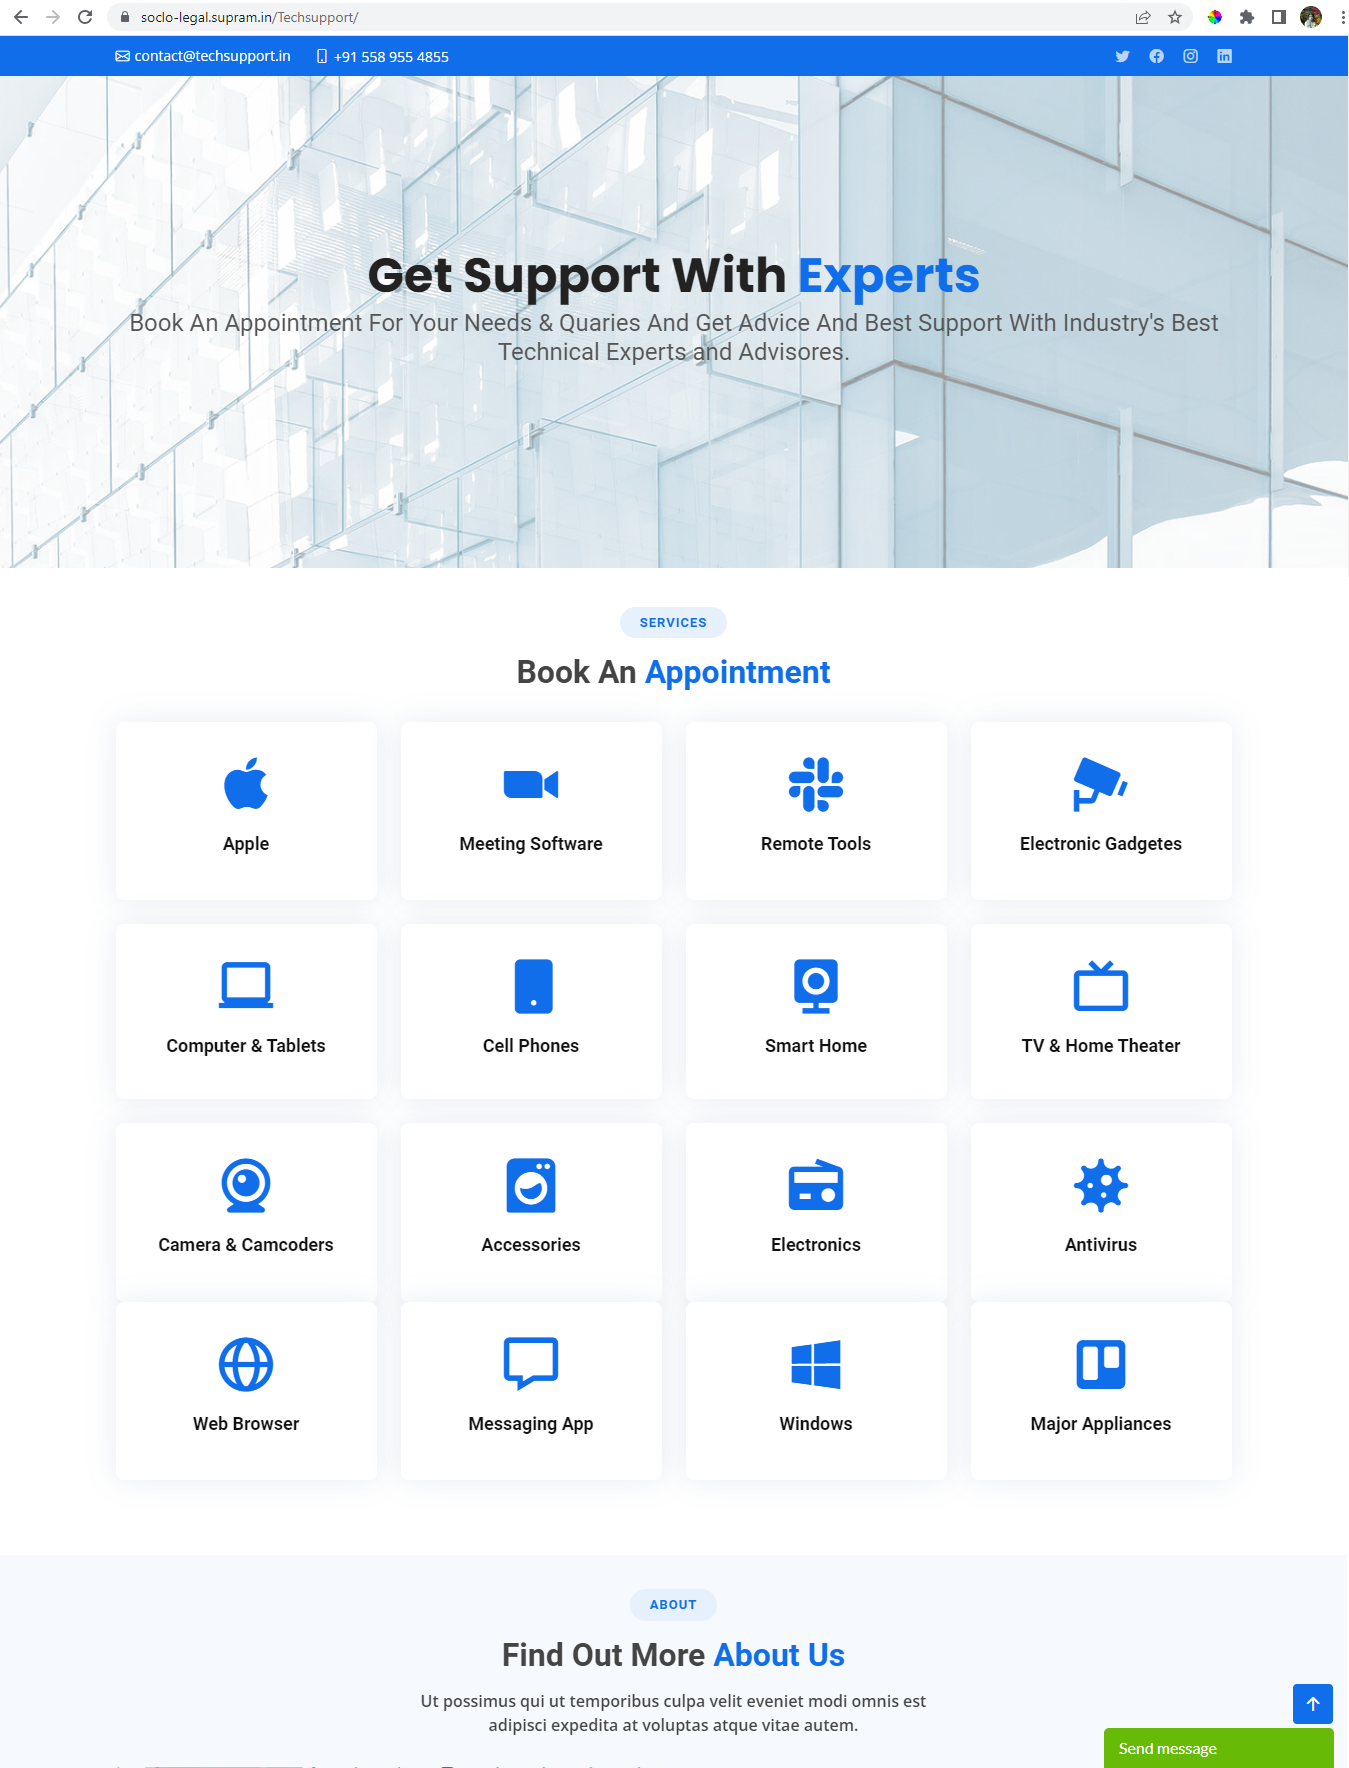 soclo-legal.supram.in/Techsupport/
contact@techsupport.in +91 558 955 4855
Get Support With Experts
Book An Appointment For Your Needs & Quaries And Get Advice And Best Support With Industry's Best
Technical Experts and Advisores.
SERVICES
Book An Appointment
Apple
Meeting Software
Remote Tools
Electronic Gadgetes
Computer & Tablets
Cell Phones
Smart Home
TV & Home Theater
Camera & Camcoders
Accessories
Electronics
Antivirus
Web Browser
Messaging App
Windows
Major Appliances
ABOUT
Find Out More About Us
Ut possimus qui ut temporibus culpa velit eveniet modi omnis est
adipisci expedita at voluptas atque vitae autem.
Send message